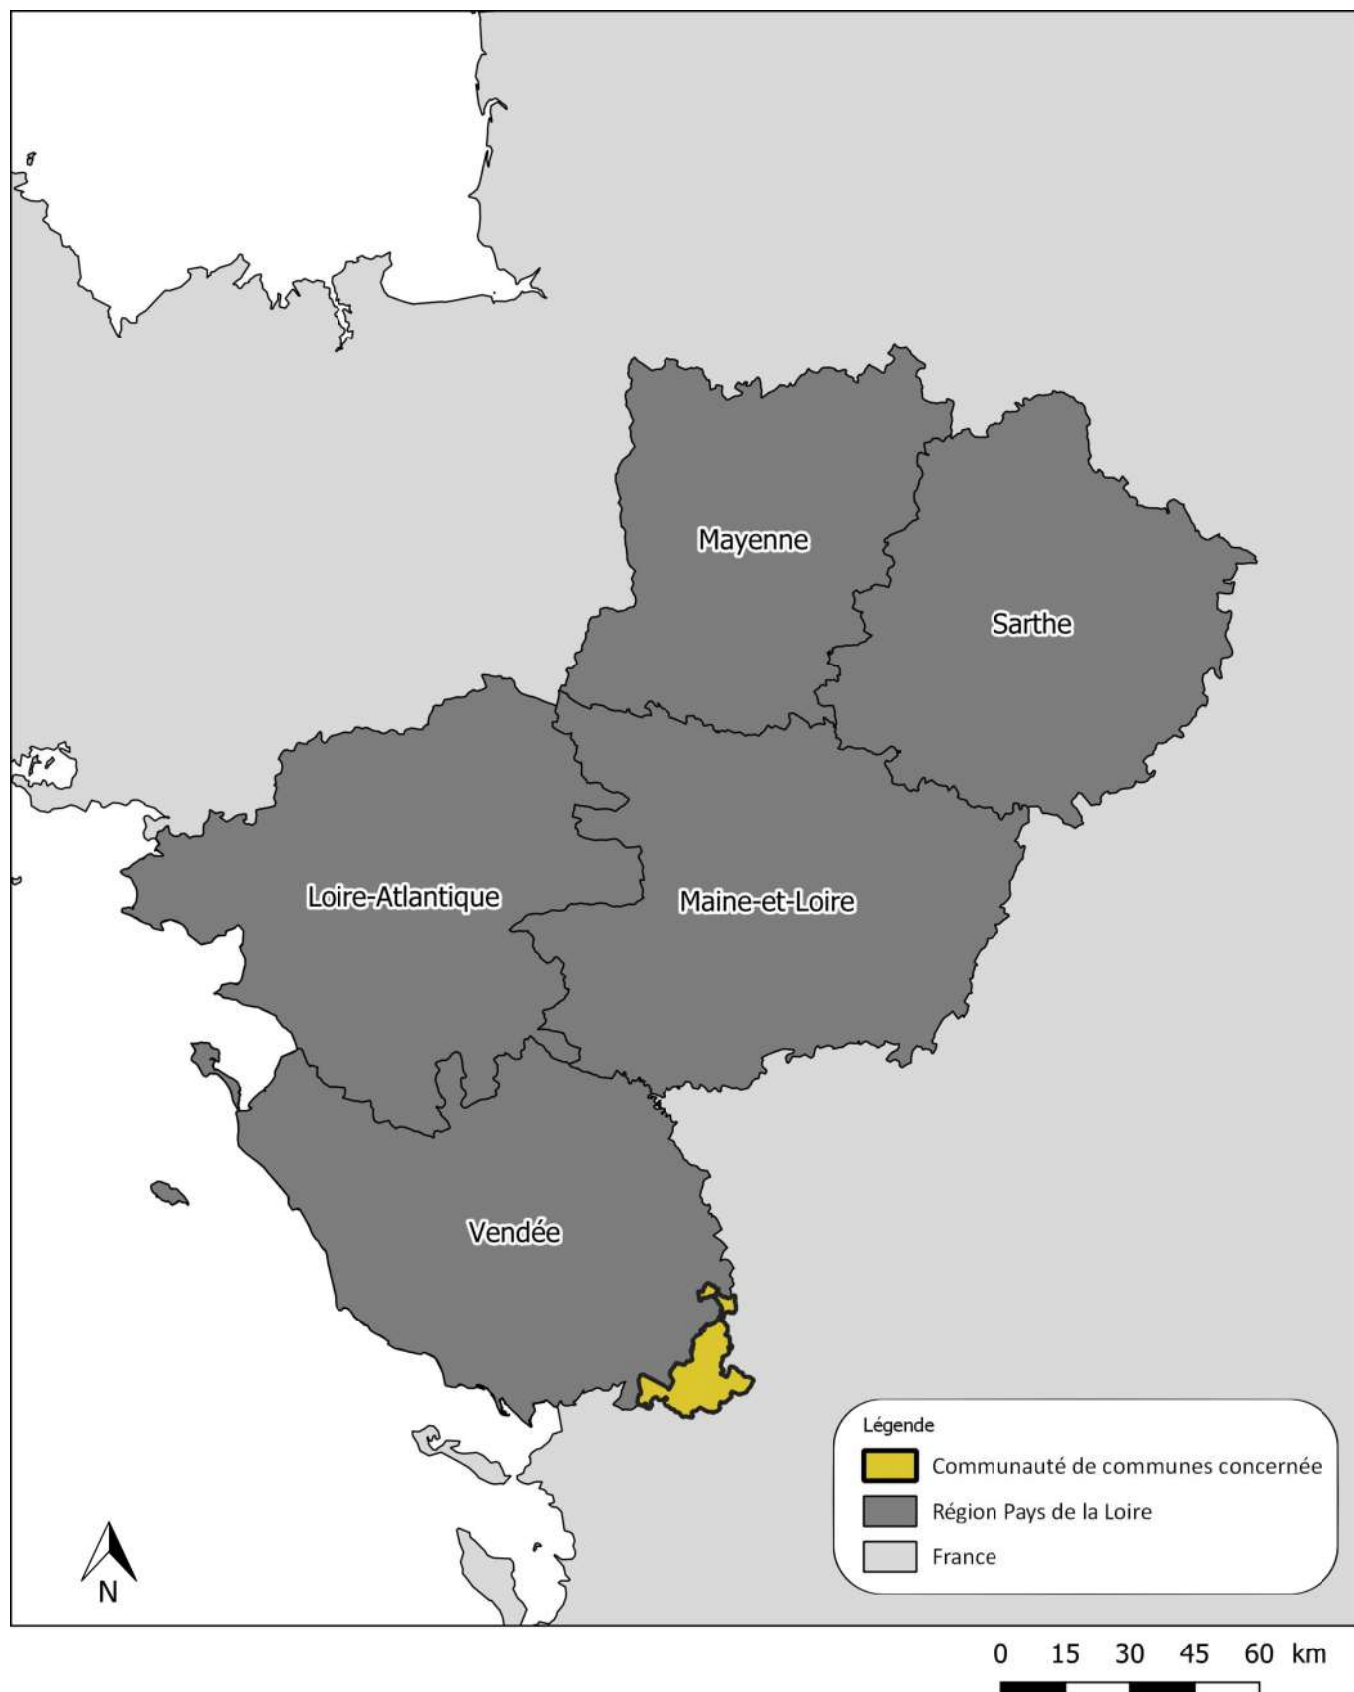 Mayenne
Sarthe
Loire-Atlantique
Maine-et-Loire
Vendée
Légende
Communauté de communes concernée
Région Pays de la Loire
France
N
0 15 30 45 60 km